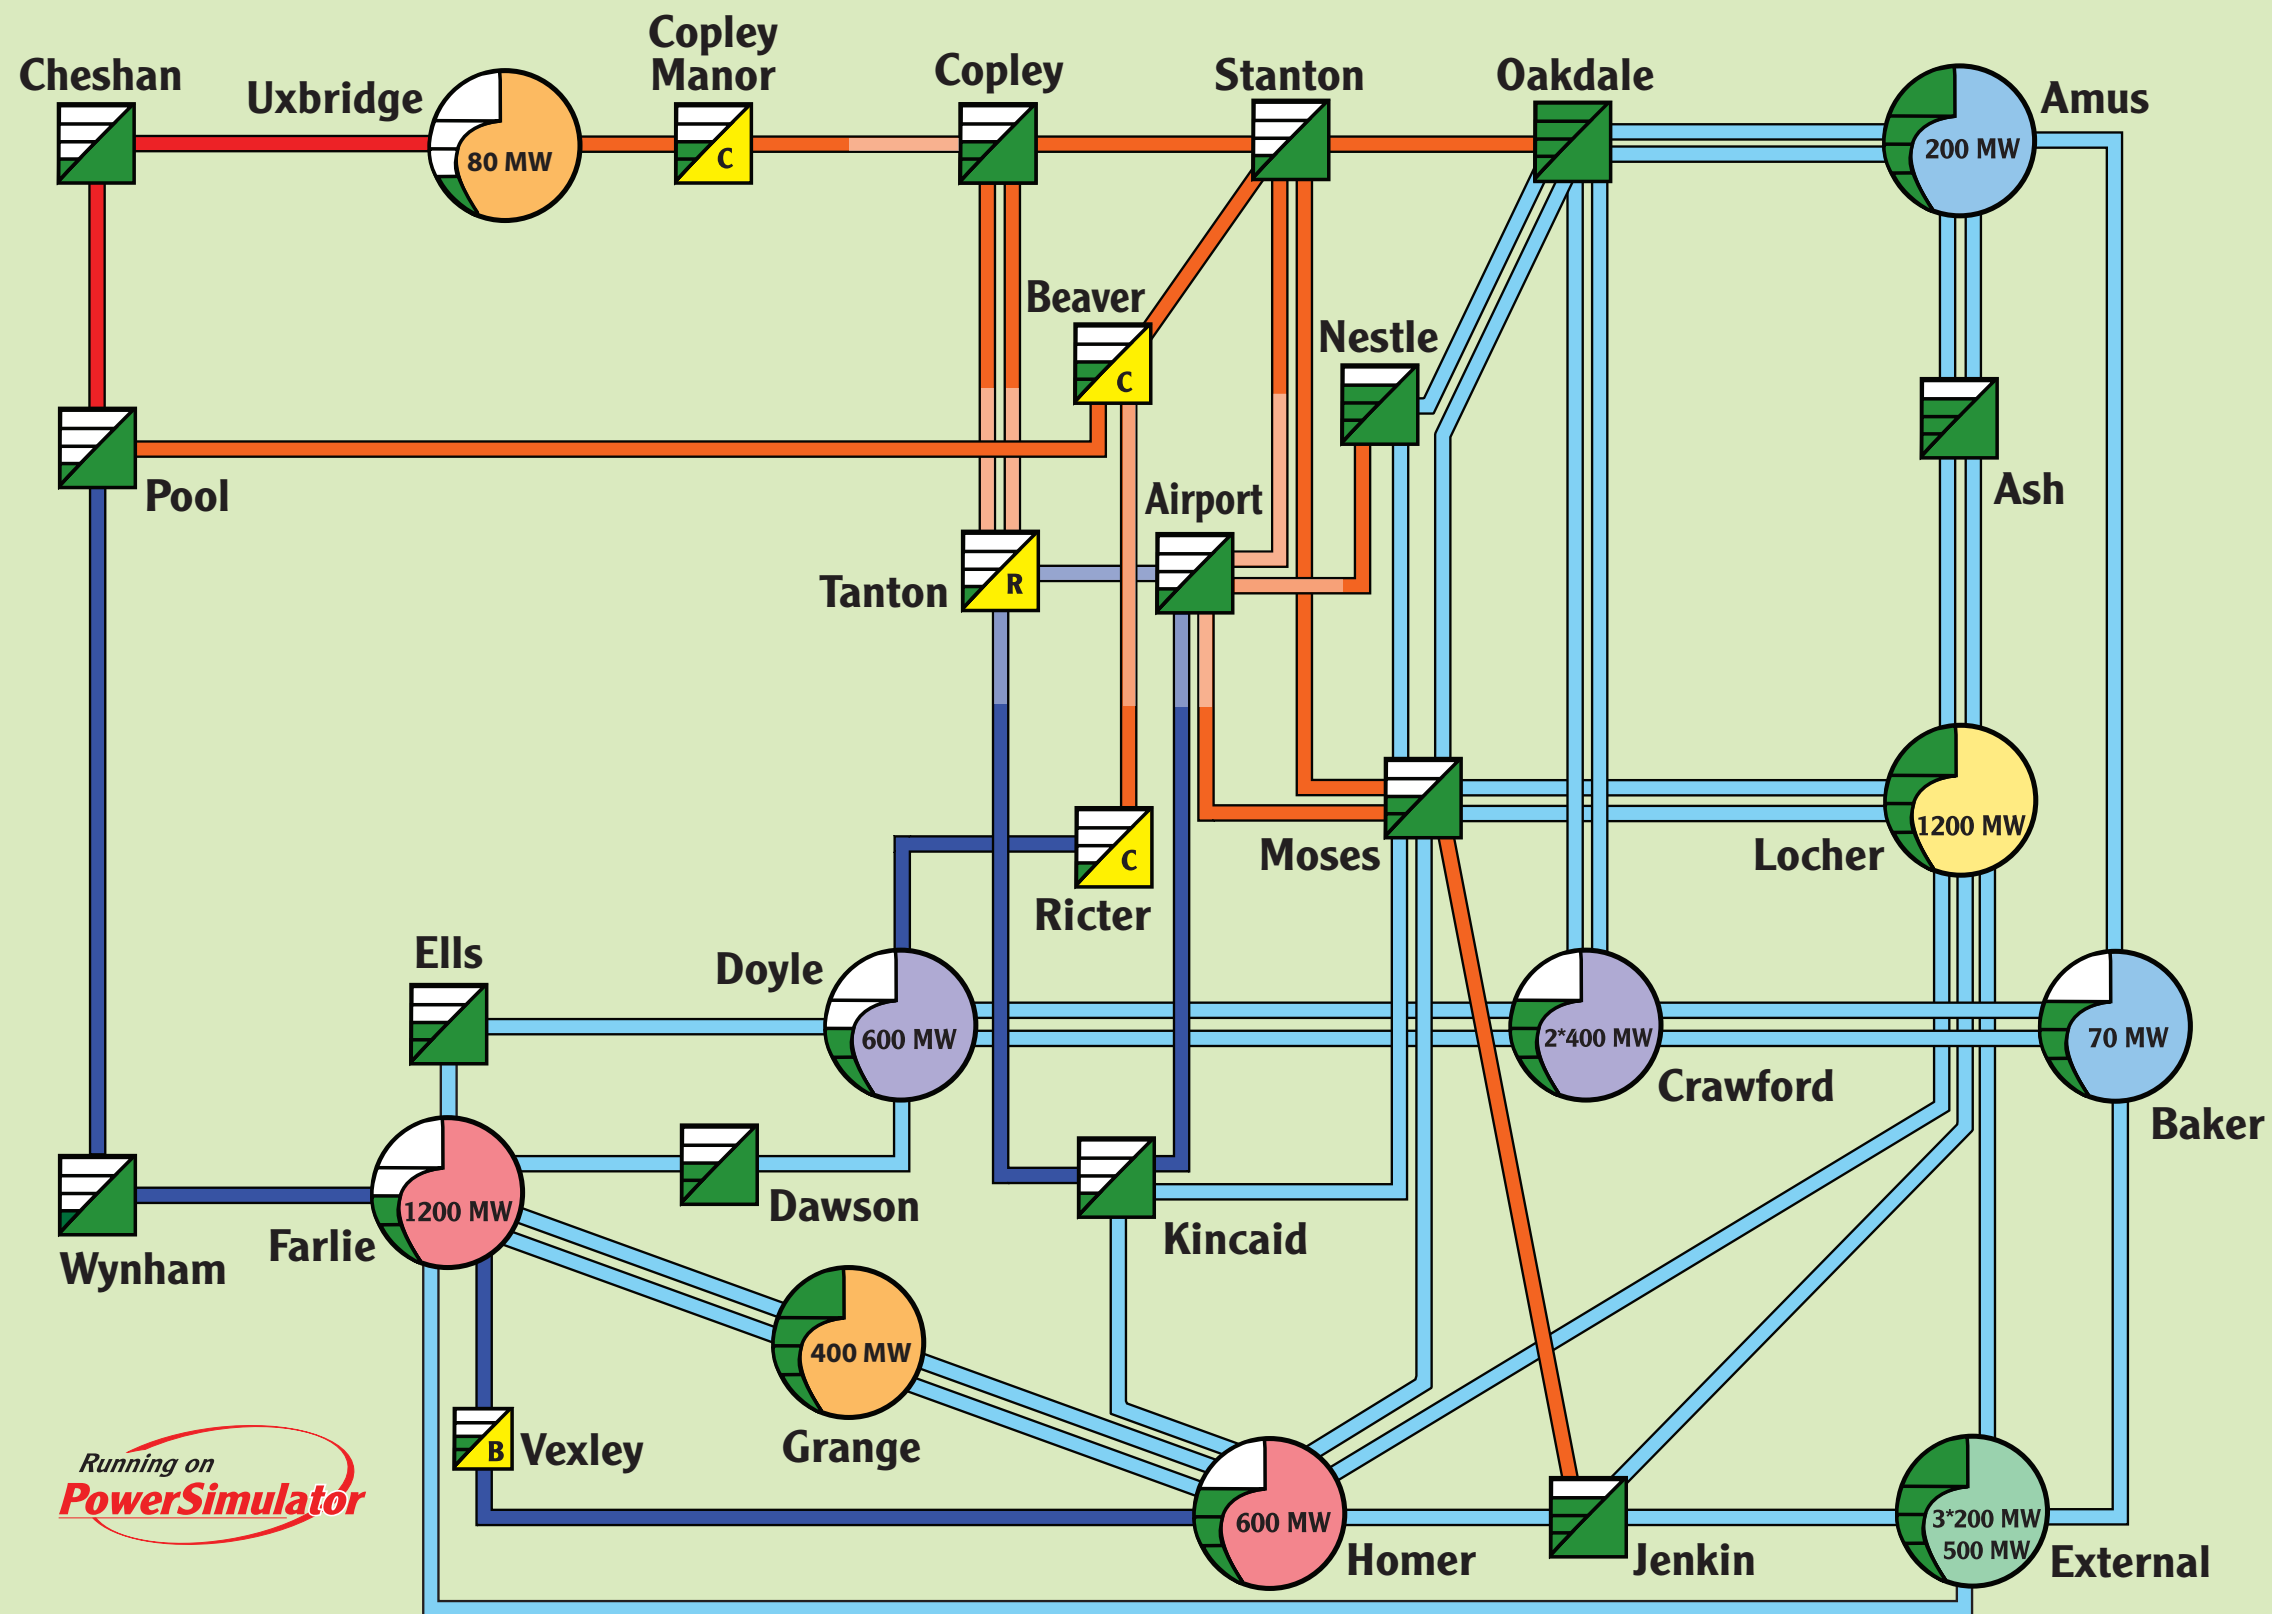 Copley
Manor
Cheshan
Uxbridge
Copley
Stanton
Oakdale
Amus
80 MW
C
200 MW
Beaver
C
Nestle
Pool
Airport
Ash
Tanton
R
Moses
Locher
1200 MW
Ricter
C
Ells
Doyle
600 MW
2*400 MW
Crawford
70 MW
Baker
Dawson
Kincaid
Wynham
Farlie
1200 MW
400 MW
Grange
Vexley
B
Running on
PowerSimulator
600 MW
Homer
Jenkin
3*200 MW
500 MW
External